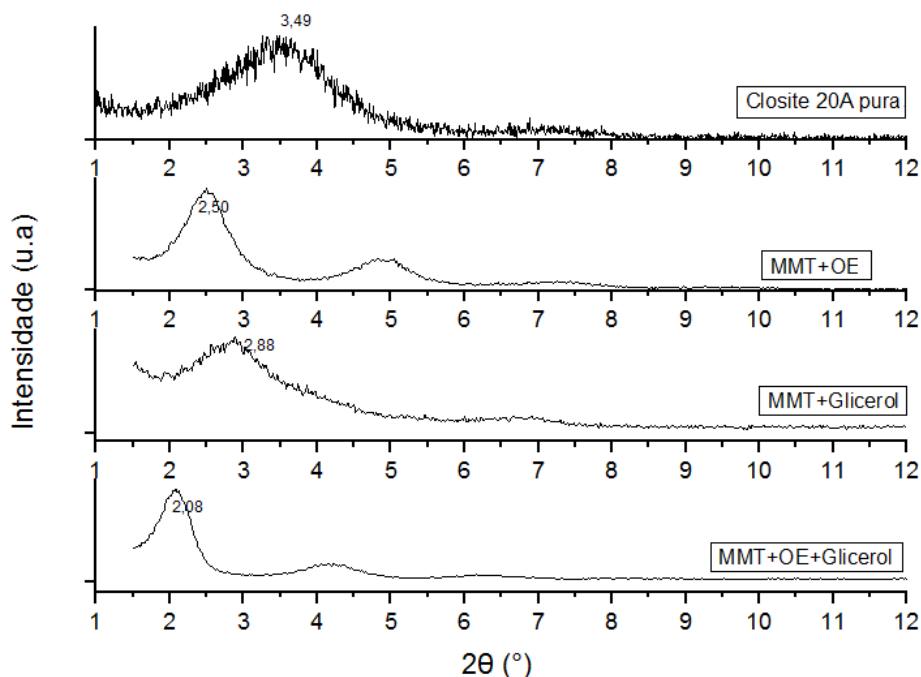 3,49
Closite 20A pura
1 2 3 4 5 6 7 8 9 10 11 12
2,50
MMT+OE
1 2 3 4 5 6 7 8 9 10 11 12
Intensidade (u.a)
2,88
MMT+Glicerol
1 2 3 4 5 6 7 8 9 10 11 12
2,08
MMT+OE+Glicerol
1 2 3 4 5 6 7 8 9 10 11 12
2θ (°)